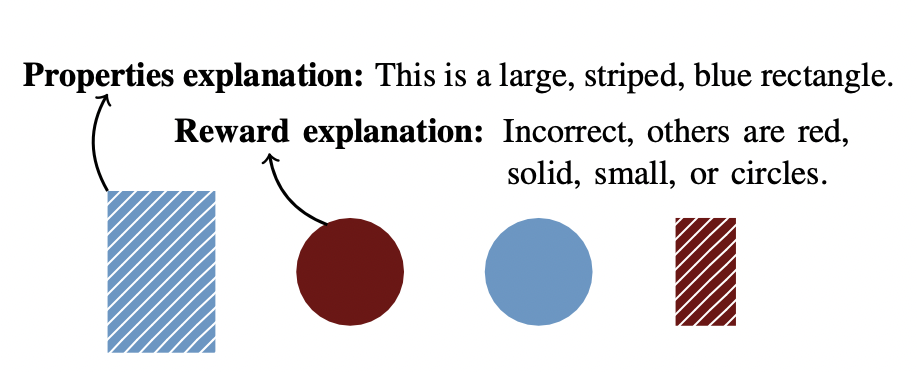 Properties explanation: This is a large, striped, blue rectangle.
Reward explanation: Incorrect, others are red,
solid, small, or circles.